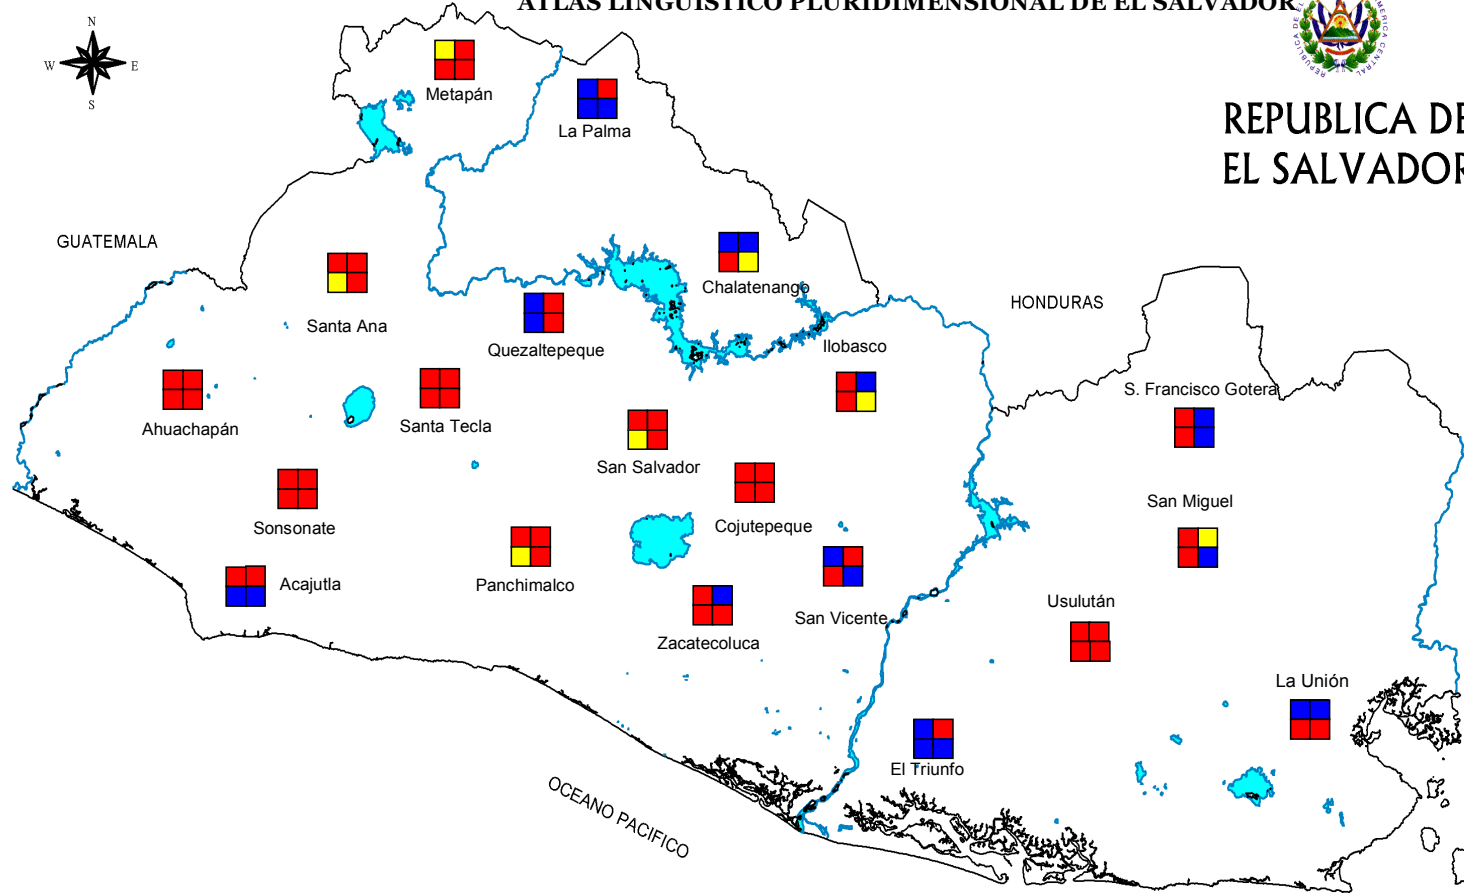 ATLAS LINGÜÍSTICO PLURIDIMENSIONAL DE EL SALVADOR
N
W
E
S
REPUBLICA DE
EL SALVADOR
Metapán
La Palma
GUATEMALA
Chalatenango
HONDURAS
Santa Ana
Quezaltepeque
Ilobasco
S. Francisco Gotera
Ahuachapán
Santa Tecla
San Salvador
San Miguel
Sonsonate
Cojutepeque
Acajutla
Panchimalco
Usulután
San Vicente
Zacatecoluca
La Unión
El Triunfo
OCEANO PACIFICO